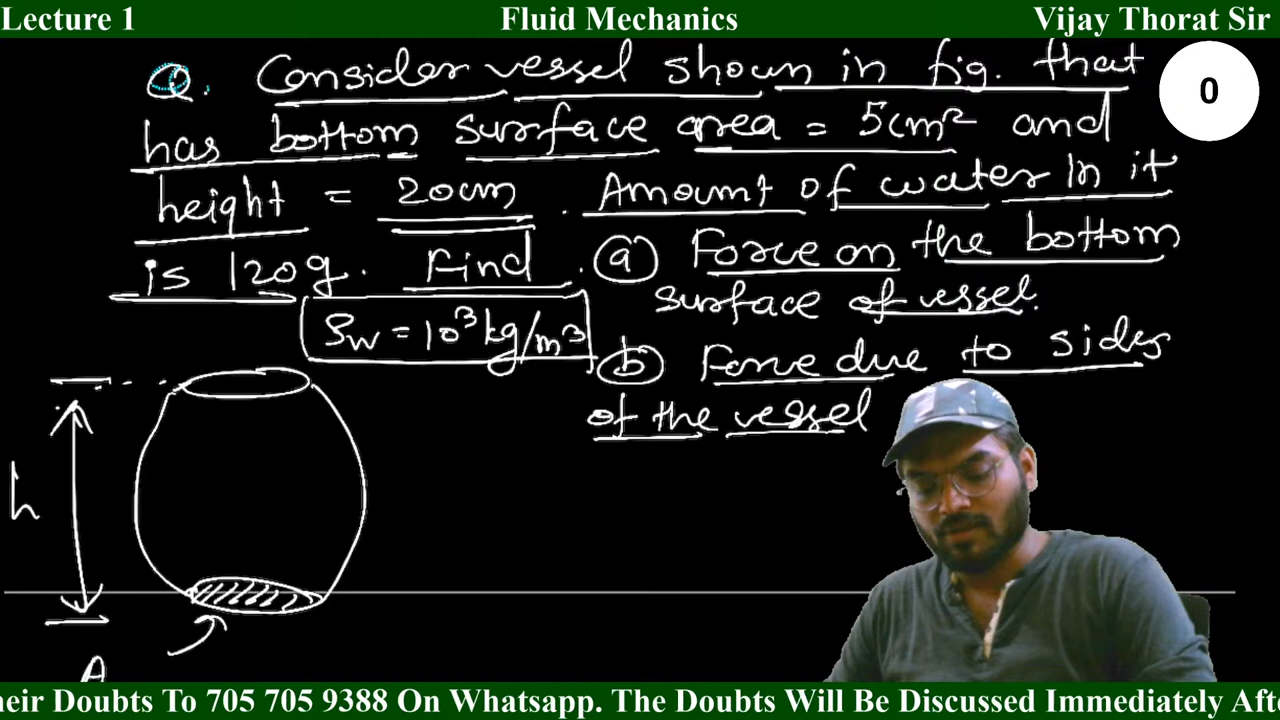 Lecture 1 Fluid Mechanics Vijay Thorat Sir
Q. Consider vessel shown in fig. that
0
has bottom surface area = 5cm² and
height = 20cm. Amount of water in it
is 120g. Find (a) Force on the bottom
surface of vessel.
ρw = 10³ kg/m³
(b) Force due to sides
of the vessel
h
A
heir Doubts To 705 705 9388 On Whatsapp. The Doubts Will Be Discussed Immediately Afte